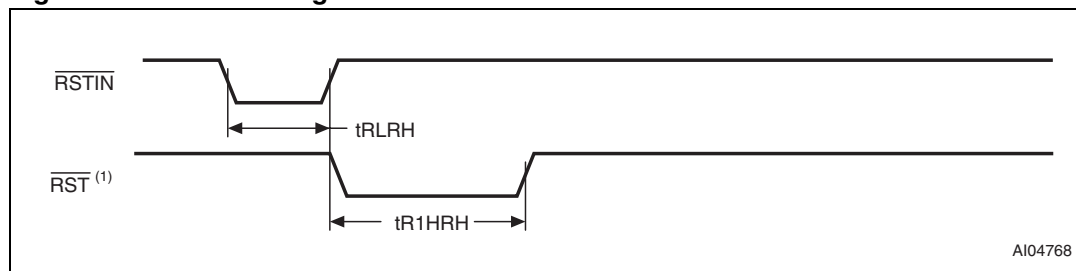 RSTIN
tRLRH
RST (1)
tR1HRH
AI04768